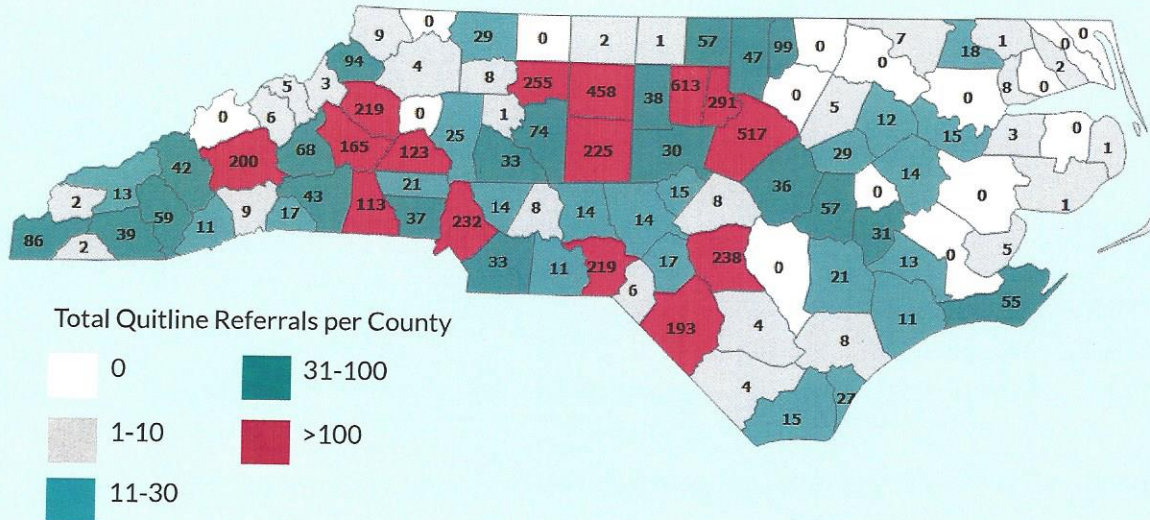 9 0 29 0 2 1 57 47 99 0 7 18 1 0 0
94 4 8 255 458 38 613 291 0 2
5 3 219 0 1 74 0 5 0 8 0
0 6 25 517 12 15 3 0 1
42 200 68 165 123 33 225 30 29 14
2 13 59 43 21 15 36 0 0 1
86 2 39 11 9 17 113 37 232 14 8 14 14 8 57 31 5
33 11 219 17 238 0 21 13 0 55
6 193 4 8 11
4 15 27
Total Quitline Referrals per County
0
1-10
11-30
31-100
>100